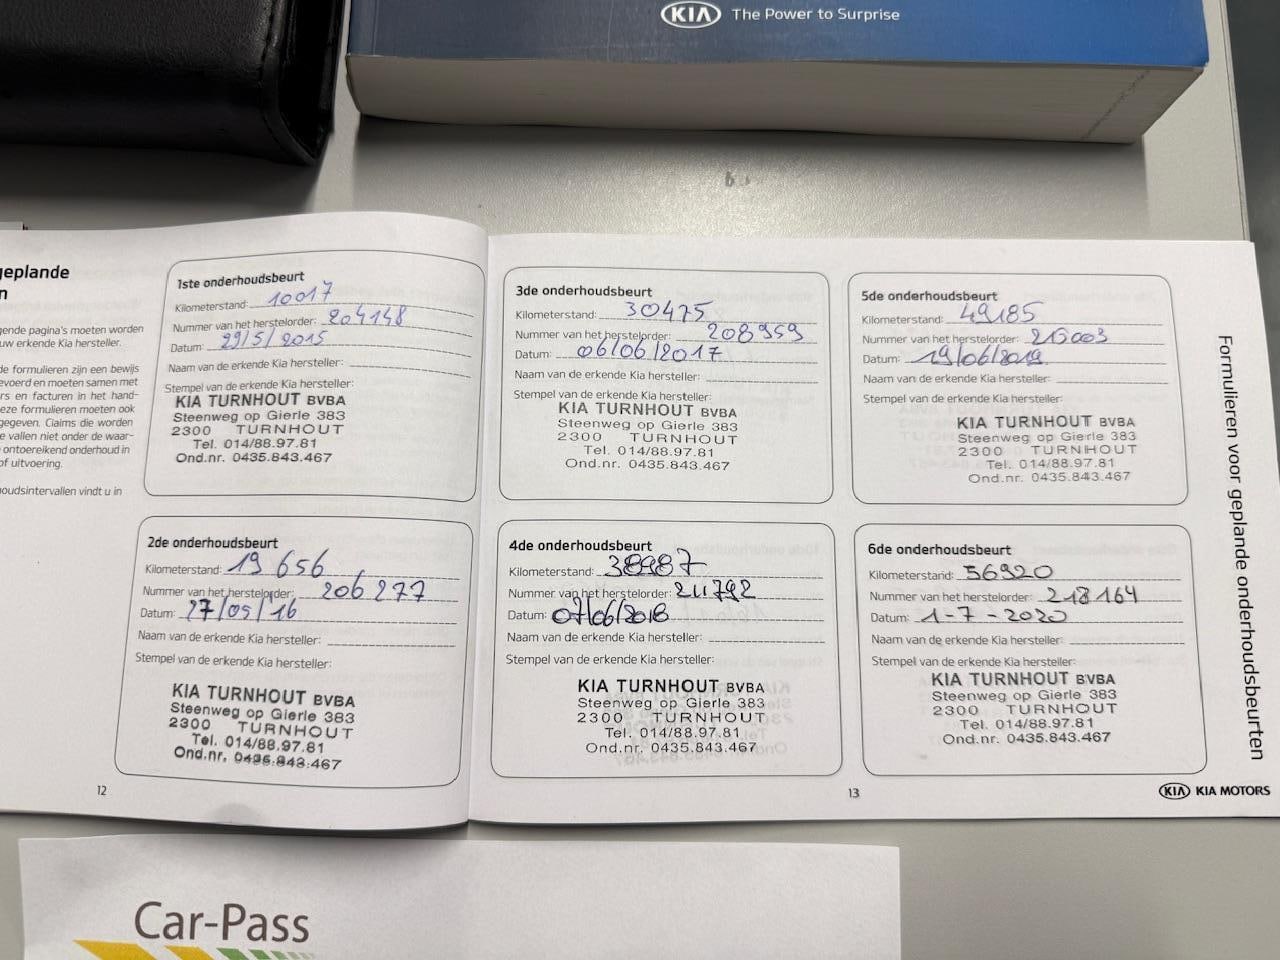 KIA The Power to Surprise
geplande
n
gende pagina's moeten worden
uw erkende Kia hersteller.
de formulieren zijn een bewijs
evoerd en moeten samen met
rs en facturen in het hand-
eze formulieren moeten ook
gegeven. Claims die worden
e vallen niet onder de waar-
ontoereikend onderhoud in
of uitvoering.
oudsintervallen vindt u in
1ste onderhoudsbeurt
Kilometerstand: 10017
Nummer van het herstelorder: 204148
Datum: 29/5/2015
Naam van de erkende Kia hersteller:
Stempel van de erkende Kia hersteller:
KIA TURNHOUT BVBA
Steenweg op Gierle 383
2300 TURNHOUT
Tel. 014/88.97.81
Ond.nr. 0435.843.467
2de onderhoudsbeurt
Kilometerstand: 19 656
Nummer van het herstelorder: 206 277
Datum: 27/05/16
Naam van de erkende Kia hersteller:
Stempel van de erkende Kia hersteller:
KIA TURNHOUT BVBA
Steenweg op Gierle 383
2300 TURNHOUT
Tel. 014/88.97.81
Ond.nr. 0435.843.467
12
3de onderhoudsbeurt
Kilometerstand: 30475
Nummer van het herstelorder: 208959
Datum: 06/06/2017
Naam van de erkende Kia hersteller:
Stempel van de erkende Kia hersteller:
KIA TURNHOUT BVBA
Steenweg op Gierle 383
2300 TURNHOUT
Tel. 014/88.97.81
Ond.nr. 0435.843.467
4de onderhoudsbeurt
Kilometerstand: 38987
Nummer van het herstelorder: 211792
Datum: 07/06/2018
Naam van de erkende Kia hersteller:
Stempel van de erkende Kia hersteller:
KIA TURNHOUT BVBA
Steenweg op Gierle 383
2300 TURNHOUT
Tel. 014/88.97.81
Ond.nr. 0435.843.467
5de onderhoudsbeurt
Kilometerstand: 49185
Nummer van het herstelorder: 215003
Datum: 19/06/2019
Naam van de erkende Kia hersteller:
Stempel van de erkende Kia hersteller:
KIA TURNHOUT BVBA
Steenweg op Gierle 383
2300 TURNHOUT
Tel. 014/88.97.81
Ond.nr. 0435.843.467
6de onderhoudsbeurt
Kilometerstand: 56920
Nummer van het herstelorder: 218164
Datum: 1-7-2020
Naam van de erkende Kia hersteller:
Stempel van de erkende Kia hersteller:
KIA TURNHOUT BVBA
Steenweg op Gierle 383
2300 TURNHOUT
Tel. 014/88.97.81
Ond.nr. 0435.843.467
Formulieren voor geplande onderhoudsbeurten
13
KIA KIA MOTORS
Car-Pass